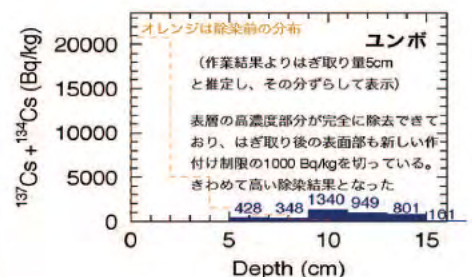 オレンジは除染前の分布
ユンボ
(作業結果よりはぎ取り量5cm
と推定し、その分ずらして表示)
表層の高濃度部分が完全に除去できて
おり、はぎ取り後の表面部も新しい作
付け制限の1000 Bq/kgを切っている。
きわめて高い除染結果となった
137Cs + 134Cs (Bq/kg)
20000
15000
10000
5000
0
428 348 1340 949 801 161
0 5 10 15
Depth (cm)